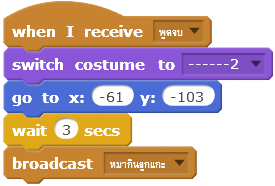 when I receive พูดจบ
switch costume to ------2
go to x: -61 y: -103
wait 3 secs
broadcast หมากินลูกแกะ